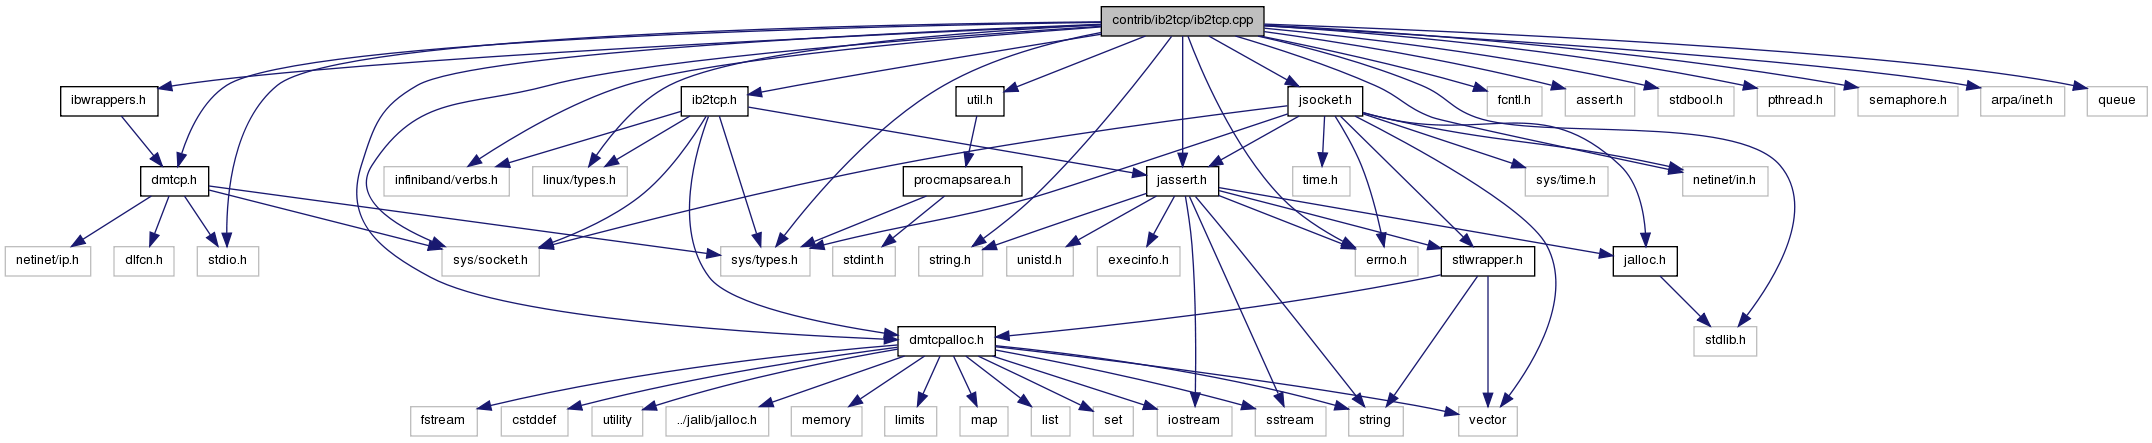 contrib/ib2tcp/ib2tcp.cpp
ibwrappers.h
ib2tcp.h
util.h
jsocket.h
fcntl.h
assert.h
stdbool.h
pthread.h
semaphore.h
arpa/inet.h
queue
dmtcp.h
infiniband/verbs.h
linux/types.h
procmapsarea.h
jassert.h
time.h
sys/time.h
netinet/in.h
netinet/ip.h
dlfcn.h
stdio.h
sys/socket.h
sys/types.h
stdint.h
string.h
unistd.h
execinfo.h
errno.h
stlwrapper.h
jalloc.h
dmtcpalloc.h
stdlib.h
fstream
cstddef
utility
../jalib/jalloc.h
memory
limits
map
list
set
iostream
sstream
string
vector